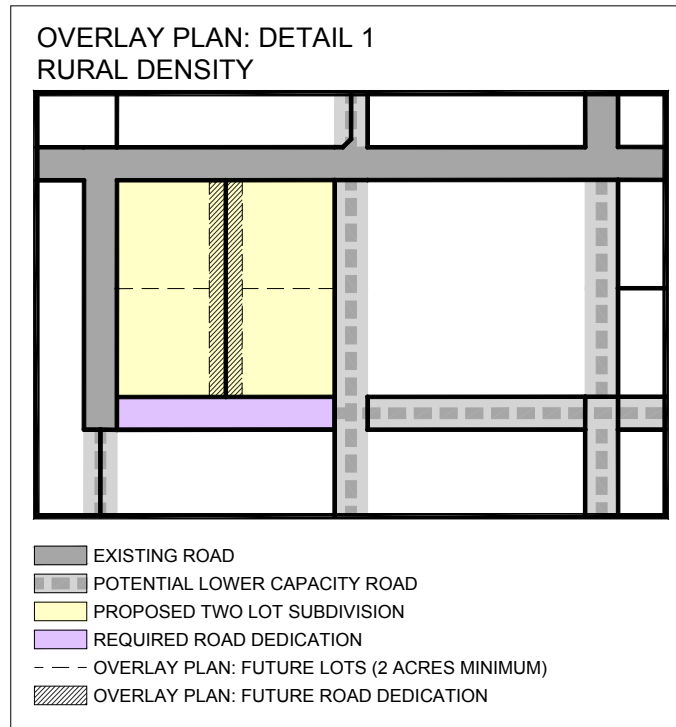 OVERLAY PLAN: DETAIL 1
RURAL DENSITY
EXISTING ROAD
POTENTIAL LOWER CAPACITY ROAD
PROPOSED TWO LOT SUBDIVISION
REQUIRED ROAD DEDICATION
OVERLAY PLAN: FUTURE LOTS (2 ACRES MINIMUM)
OVERLAY PLAN: FUTURE ROAD DEDICATION